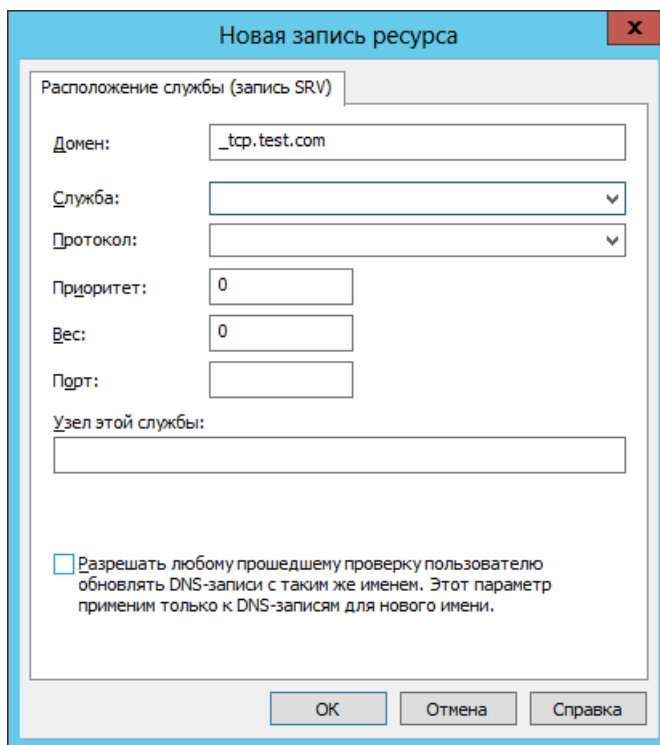 Новая запись ресурса
x
Расположение службы (запись SRV)
Домен:
_tcp.test.com
Служба:
Протокол:
Приоритет:
0
Вес:
0
Порт:
Узел этой службы:
Разрешать любому прошедшему проверку пользователю
обновлять DNS-записи с таким же именем. Этот параметр
применим только к DNS-записям для нового имени.
ОК
Отмена
Справка